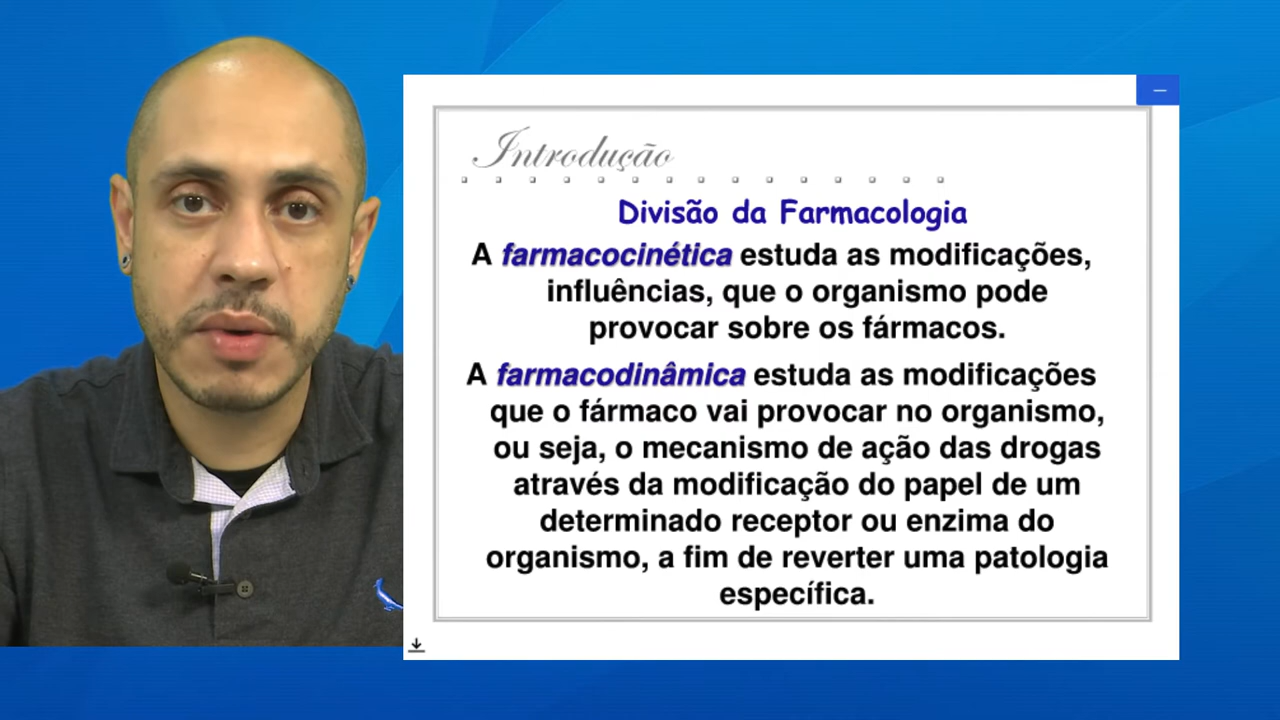 Introdução
Divisão da Farmacologia
A farmacocinética estuda as modificações,
influências, que o organismo pode
provocar sobre os fármacos.
A farmacodinâmica estuda as modificações
que o fármaco vai provocar no organismo,
ou seja, o mecanismo de ação das drogas
através da modificação do papel de um
determinado receptor ou enzima do
organismo, a fim de reverter uma patologia
específica.